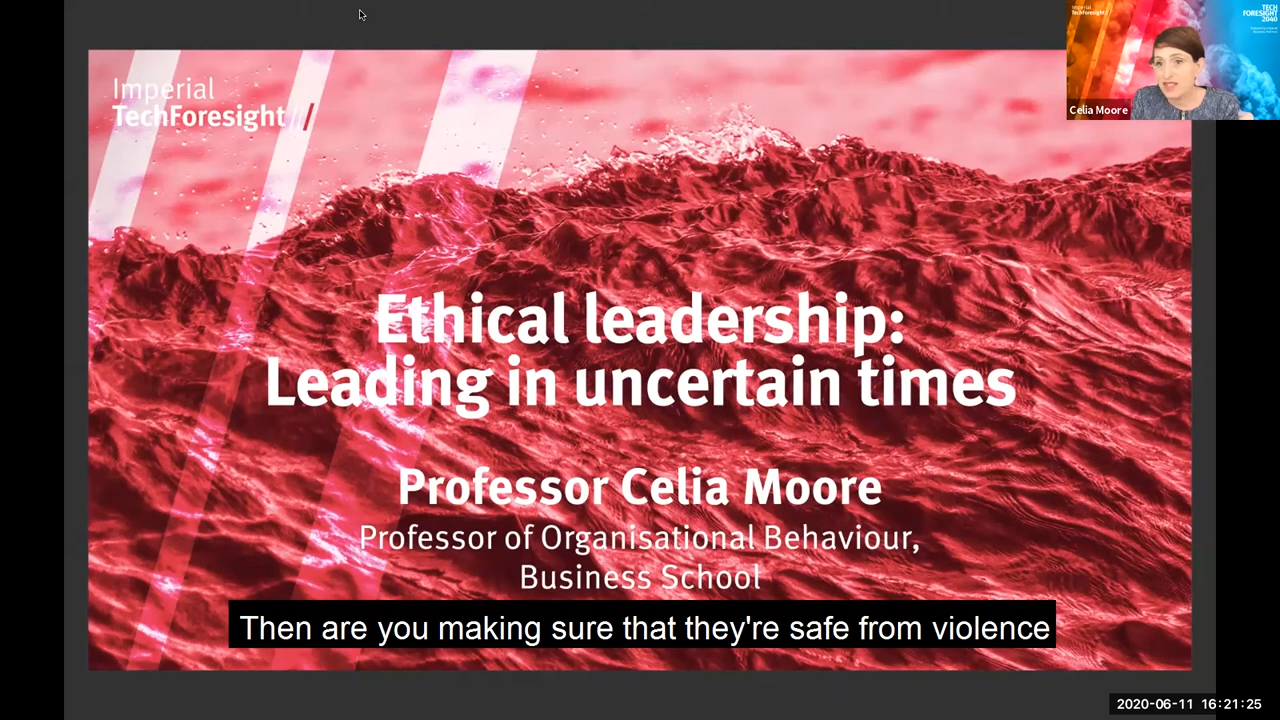 Imperial
TechForesight //
Imperial
TechForesight//
TECH
FORESIGHT
2040
Celia Moore
Ethical leadership:
Leading in uncertain times
Professor Celia Moore
Professor of Organisational Behaviour,
Business School
Then are you making sure that they're safe from violence
2020-06-11 16:21:25